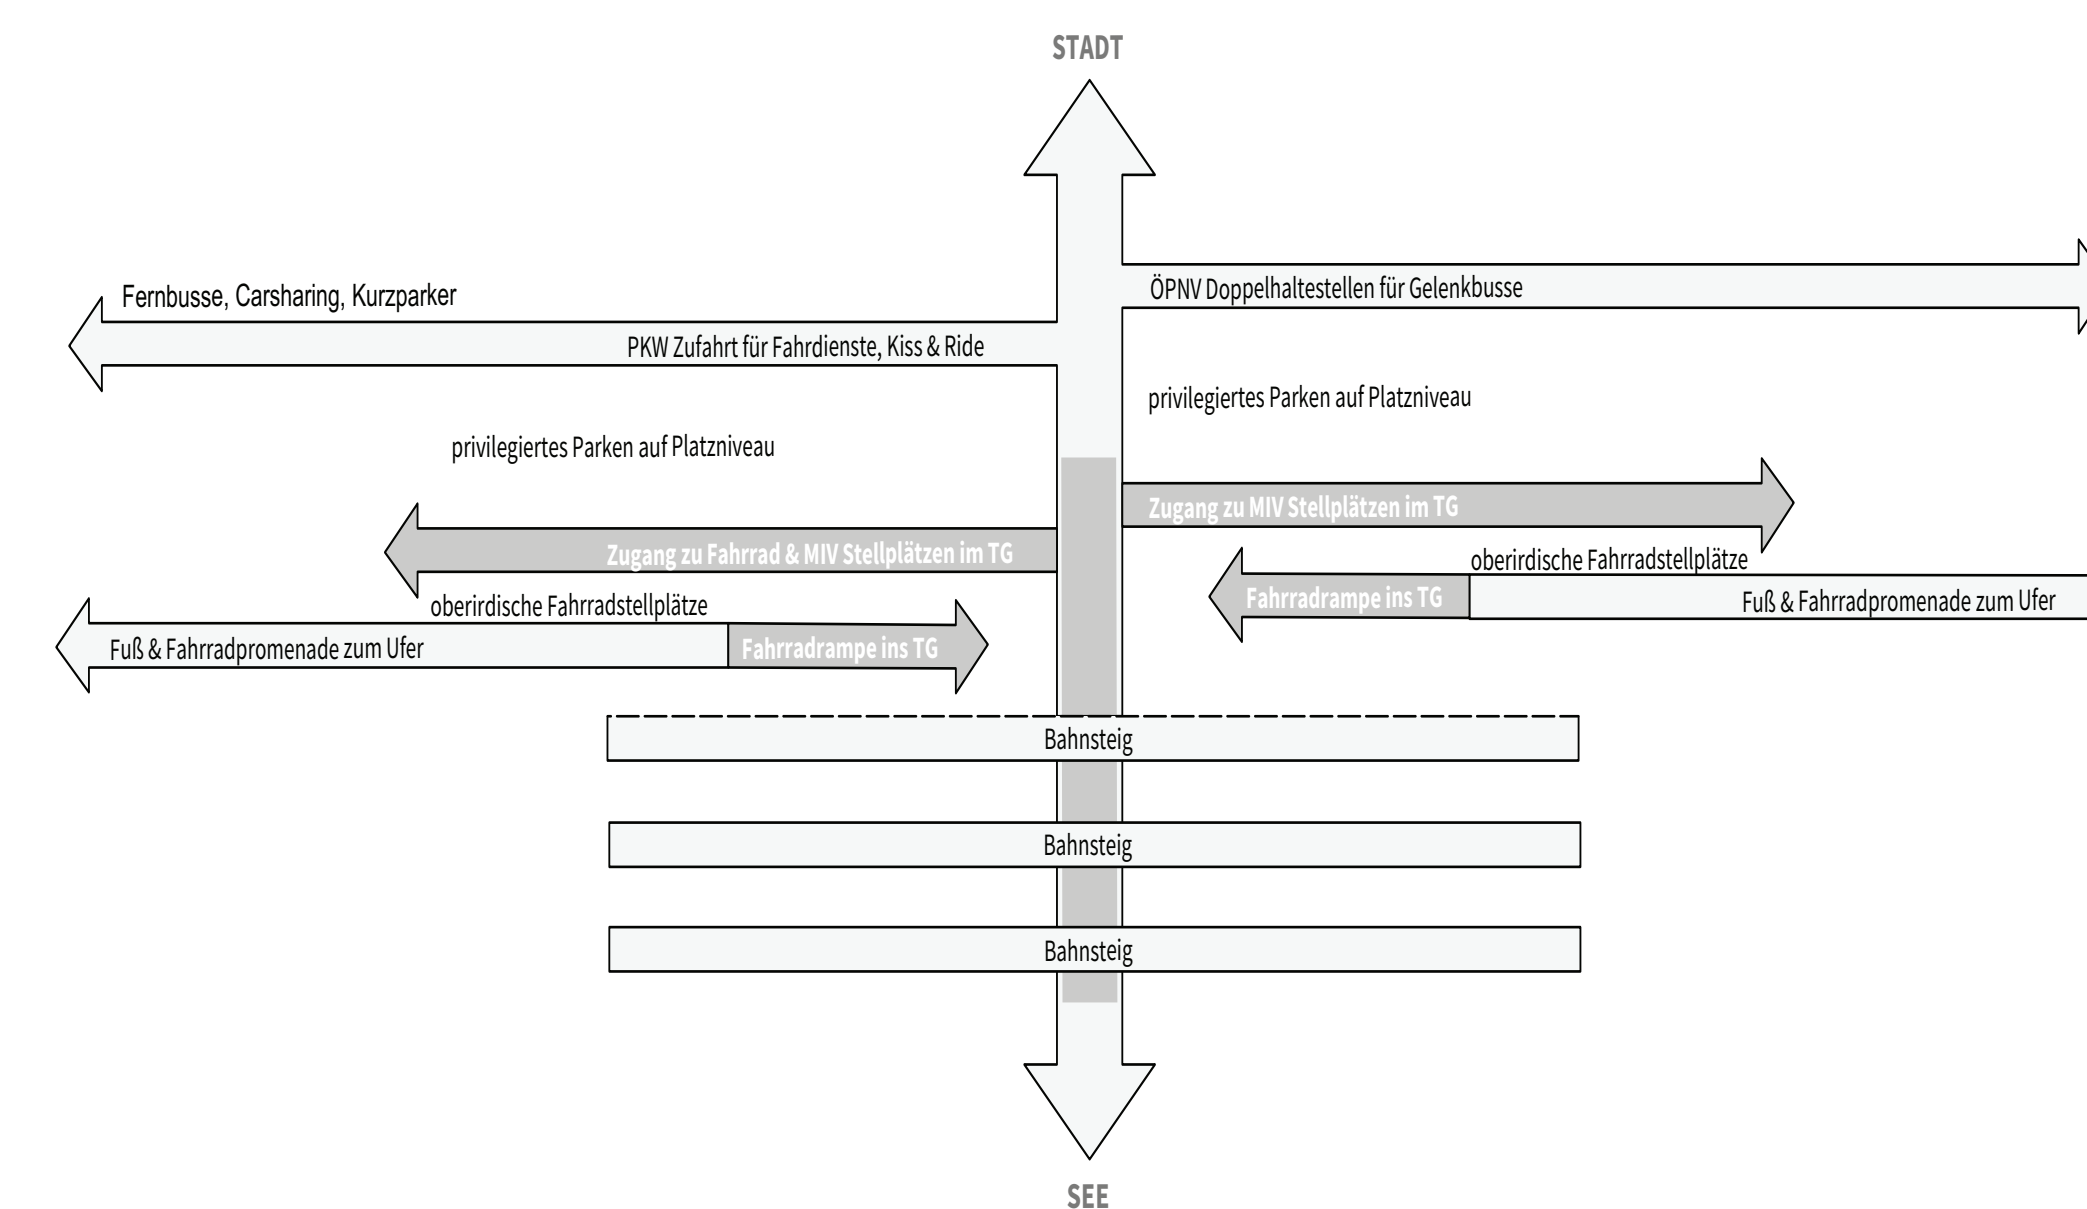 STADT
ÖPNV Doppelhaltestellen für Gelenkbusse
Fernbusse, Carsharing, Kurzparker
PKW Zufahrt für Fahrdienste, Kiss & Ride
privilegiertes Parken auf Platzniveau
privilegiertes Parken auf Platzniveau
Zugang zu MIV Stellplätzen im TG
Zugang zu Fahrrad & MIV Stellplätzen im TG
oberirdische Fahrradstellplätze
Fahrradrampe ins TG
Fuß & Fahrradpromenade zum Ufer
oberirdische Fahrradstellplätze
Fuß & Fahrradpromenade zum Ufer
Fahrradrampe ins TG
Bahnsteig
Bahnsteig
Bahnsteig
SEE